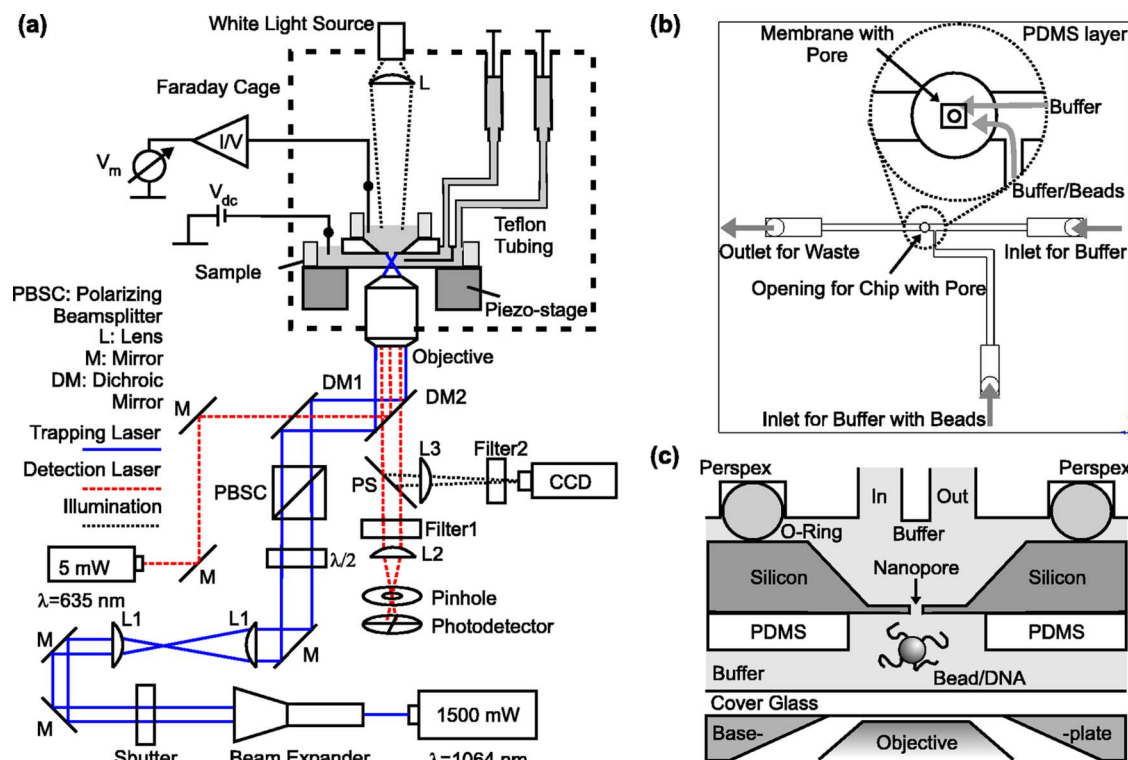 (a)
White Light Source
L
Faraday Cage
I/V
Vm
Vdc
Teflon
Tubing
Sample
Piezo-stage
PBSC: Polarizing
Beamsplitter
L: Lens
M: Mirror
DM: Dichroic
Mirror
Objective
DM1
DM2
M
Trapping Laser
Detection Laser
Illumination
PBSC
PS
L3
Filter2
CCD
Filter1
λ/2
L2
5 mW
M
λ=635 nm
Pinhole
Photodetector
M
L1
L1
M
M
1500 mW
Shutter
Beam Expander
λ=1064 nm
(b)
Membrane with
Pore
PDMS layer
Buffer
Buffer/Beads
Outlet for Waste
Inlet for Buffer
Opening for Chip with Pore
Inlet for Buffer with Beads
(c)
Perspex
In
Out
Perspex
O-Ring
Buffer
Silicon
Nanopore
Silicon
PDMS
PDMS
Buffer
Bead/DNA
Cover Glass
Base-
Objective
-plate